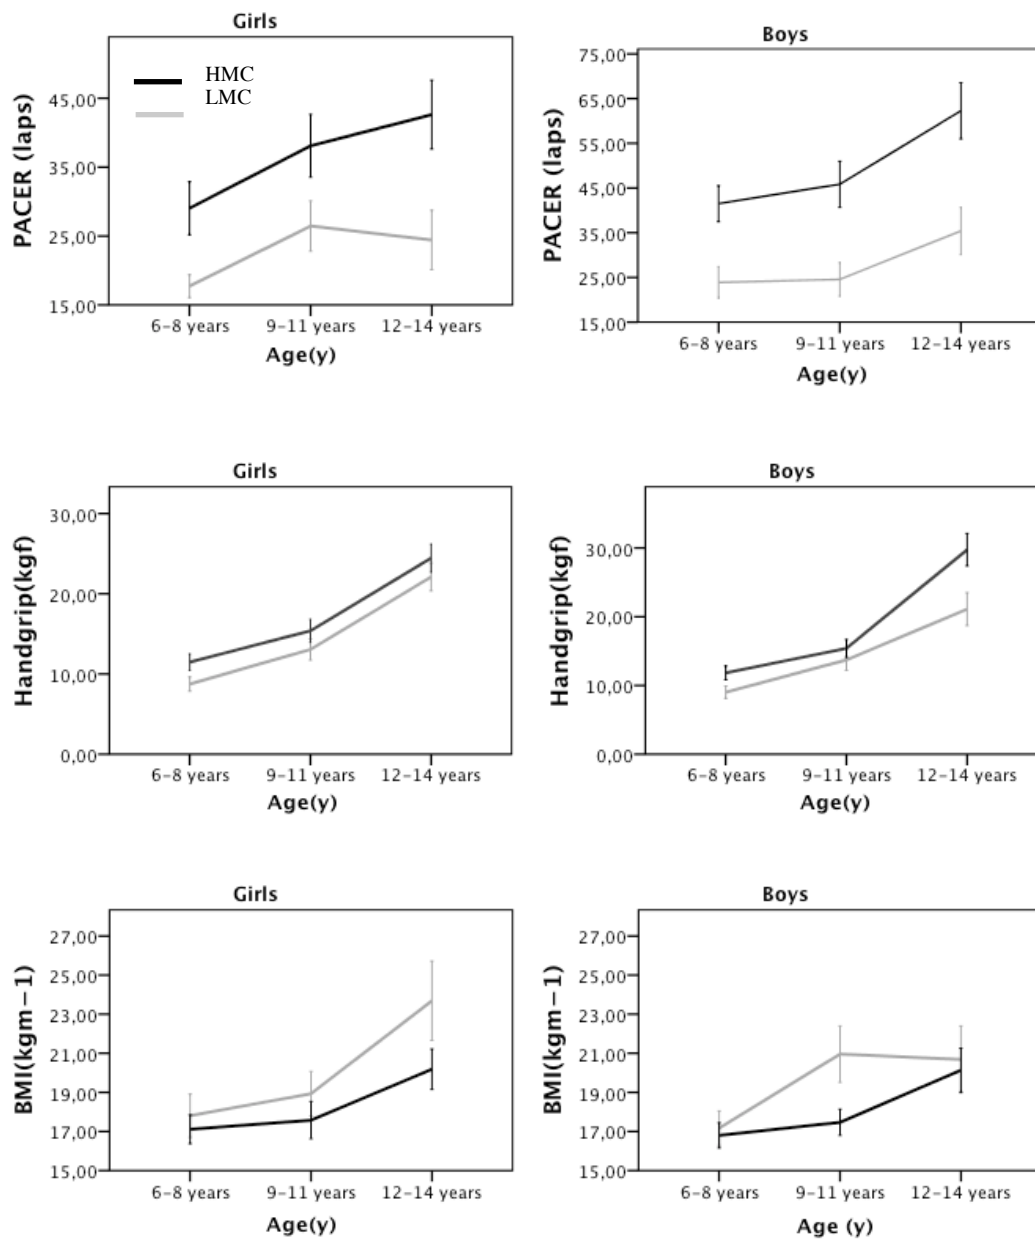 Girls
HMC
LMC
PACER (laps)
45,00
35,00
25,00
15,00
6–8 years 9–11 years 12–14 years
Age(y)
Boys
PACER (laps)
75,00
65,00
55,00
45,00
35,00
25,00
15,00
6–8 years 9–11 years 12–14 years
Age(y)
Girls
Handgrip(kgf)
30,00
20,00
10,00
0,00
6–8 years 9–11 years 12–14 years
Age(y)
Boys
Handgrip(kgf)
30,00
20,00
10,00
0,00
6–8 years 9–11 years 12–14 years
Age(y)
Girls
BMI(kgm−1)
27,00
25,00
23,00
21,00
19,00
17,00
15,00
6–8 years 9–11 years 12–14 years
Age(y)
Boys
BMI(kgm−1)
27,00
25,00
23,00
21,00
19,00
17,00
15,00
6–8 years 9–11 years 12–14 years
Age (y)